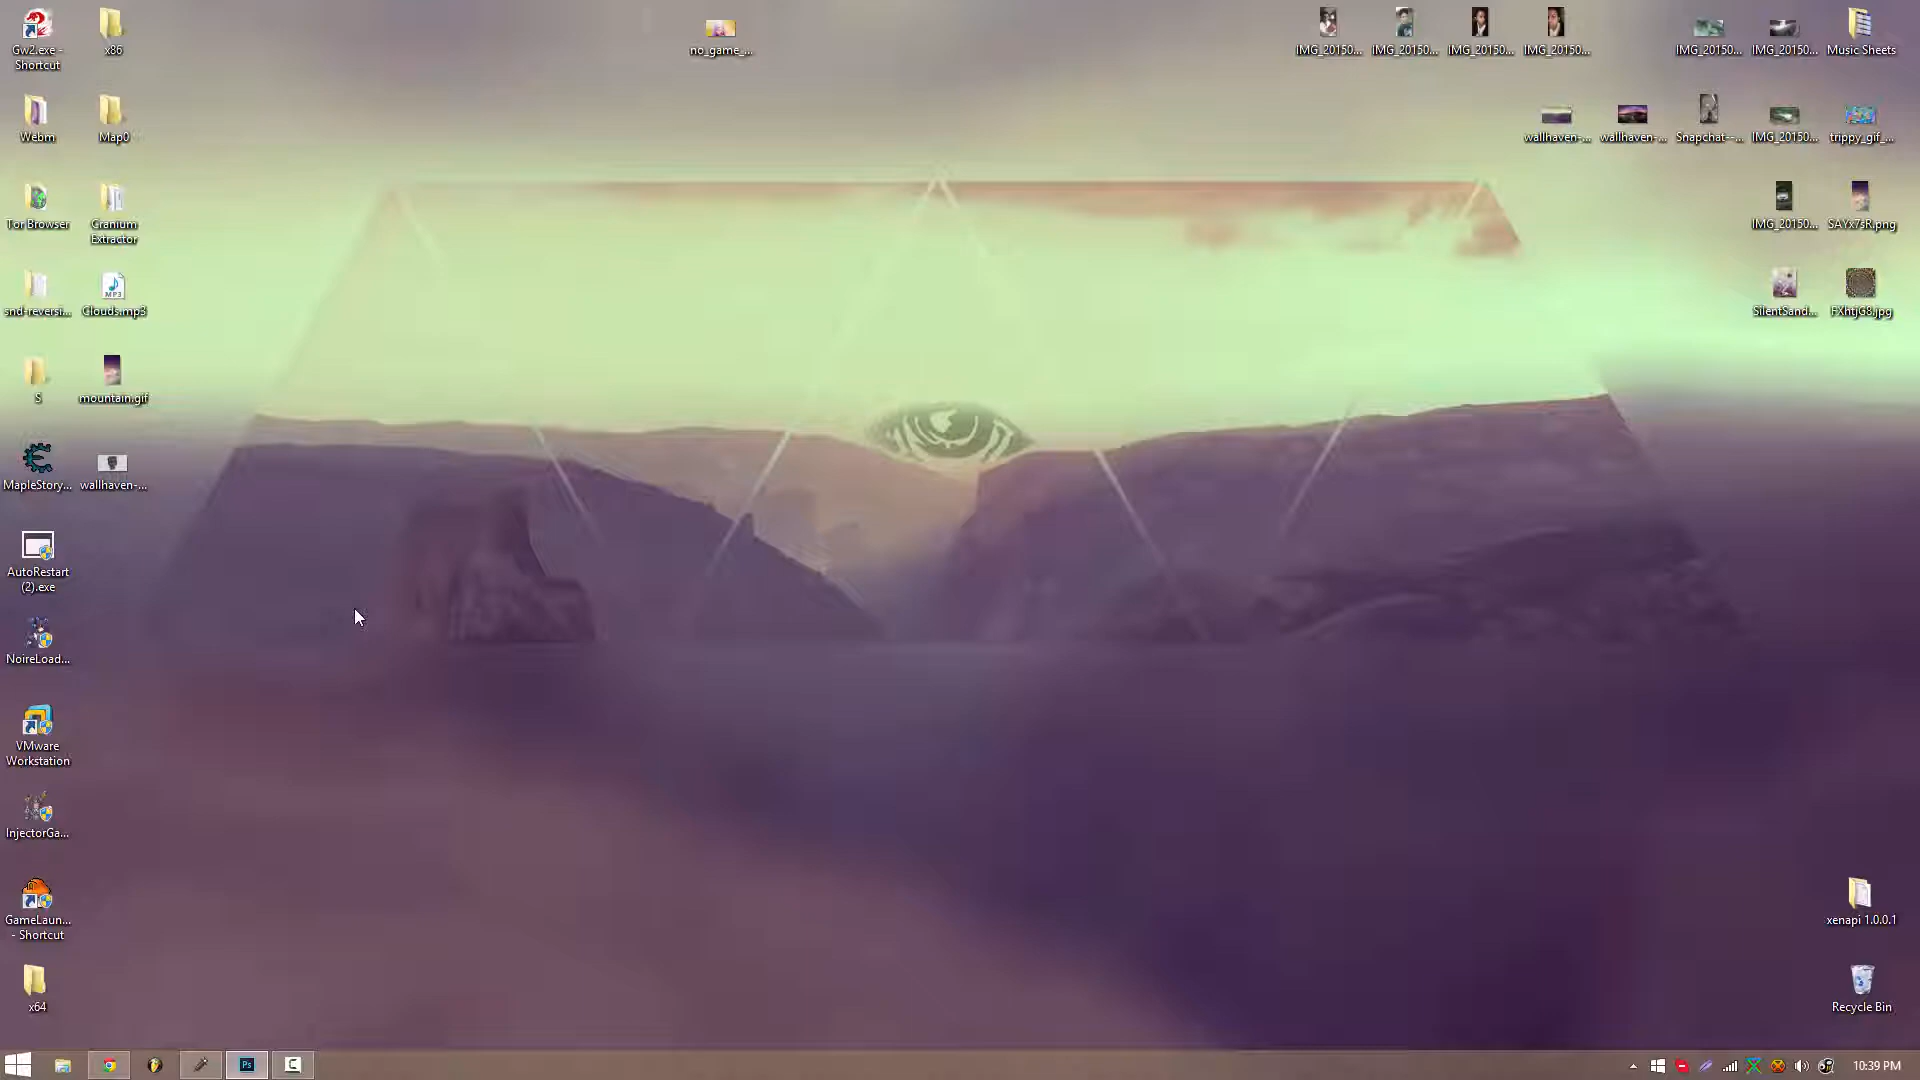 Gw2.exe -
Shortcut
x86
no_game_...
IMG_20150...
IMG_20150...
IMG_20150...
IMG_20150...
IMG_20150...
IMG_20150...
Music Sheets
Webm
Map0
wallhaven-...
wallhaven-...
Snapchat--...
IMG_20150...
trippy_gif_...
Tor Browser
Cranium
Extractor
IMG_20150...
SAYx7sR.png
snd-reversi...
Clouds.mp3
MP3
SilentSand...
FXhtjG8.jpg
S
mountain.gif
MapleStory...
wallhaven-...
AutoRestart
(2).exe
NoireLoad...
VMware
Workstation
InjectorGa...
GameLaun...
- Shortcut
xenapi 1.0.0.1
x64
Recycle Bin
Ps
10:39 PM